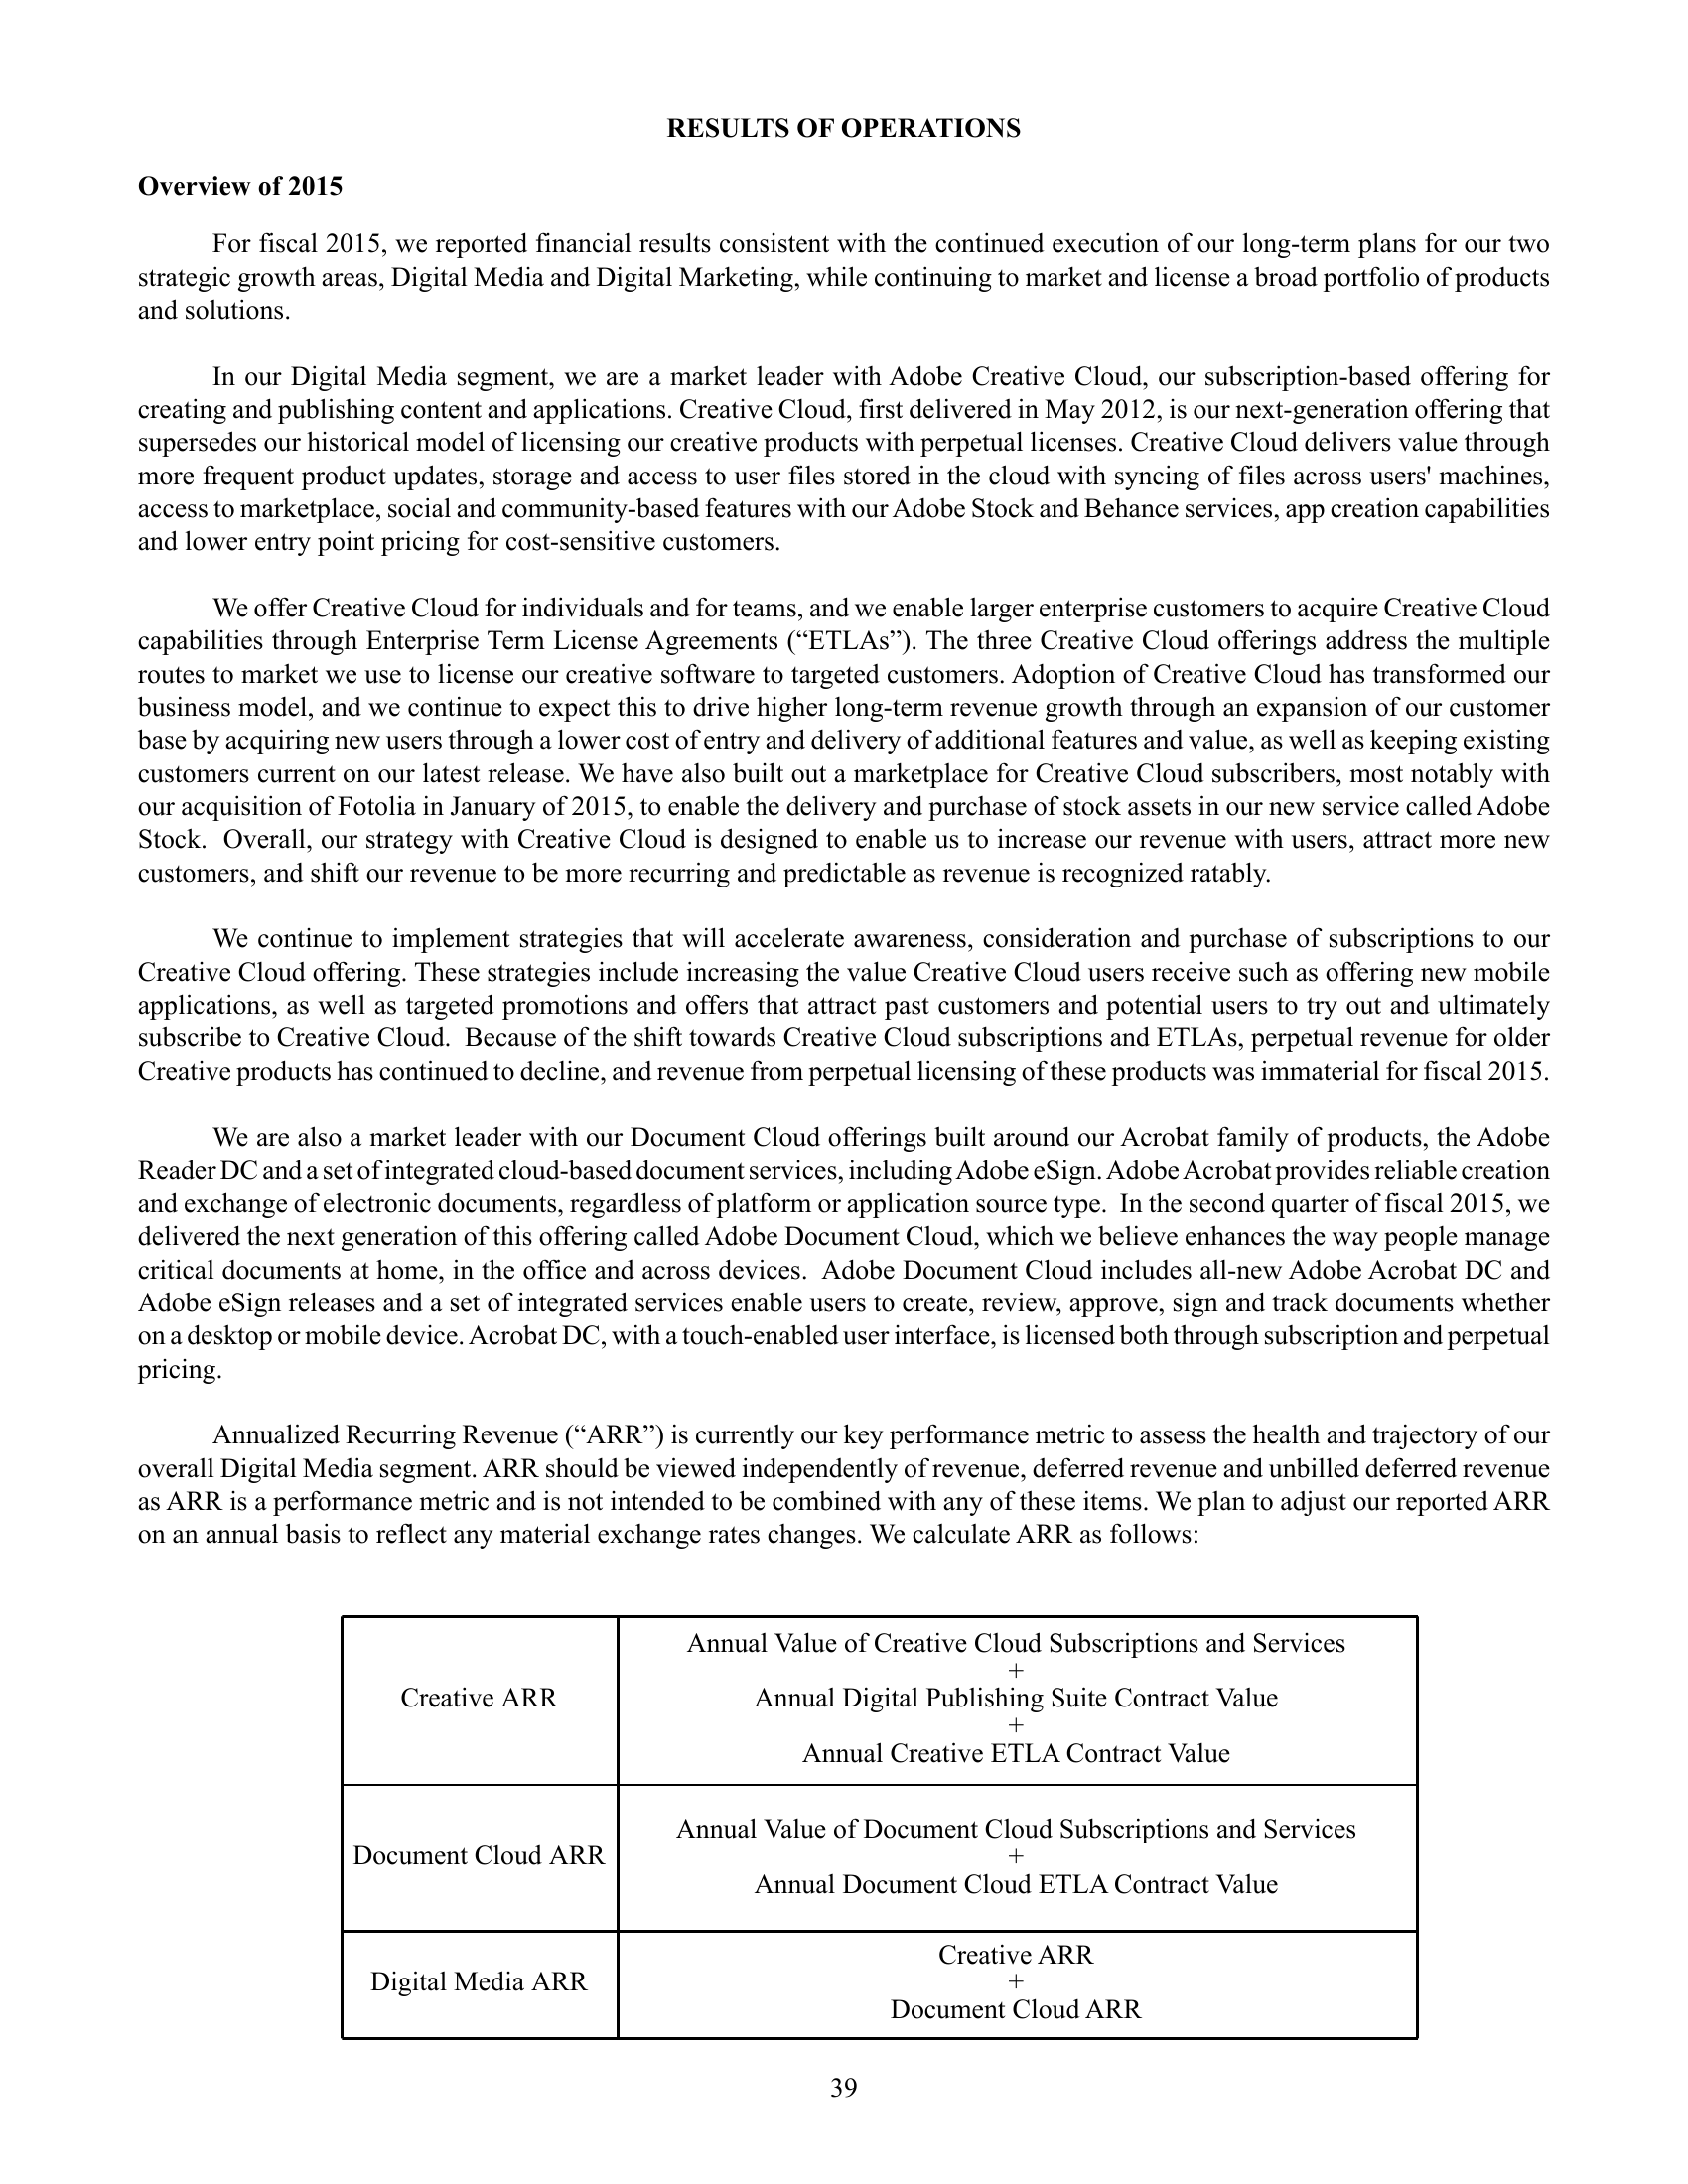 RESULTS OF OPERATIONS
Overview of 2015
For fiscal 2015, we reported financial results consistent with the continued execution of our long-term plans for our two
strategic growth areas, Digital Media and Digital Marketing, while continuing to market and license a broad portfolio of products
and solutions.
In our Digital Media segment, we are a market leader with Adobe Creative Cloud, our subscription-based offering for
creating and publishing content and applications. Creative Cloud, first delivered in May 2012, is our next-generation offering that
supersedes our historical model of licensing our creative products with perpetual licenses. Creative Cloud delivers value through
more frequent product updates, storage and access to user files stored in the cloud with syncing of files across users' machines,
access to marketplace, social and community-based features with our Adobe Stock and Behance services, app creation capabilities
and lower entry point pricing for cost-sensitive customers.
We offer Creative Cloud for individuals and for teams, and we enable larger enterprise customers to acquire Creative Cloud
capabilities through Enterprise Term License Agreements (“ETLAs”). The three Creative Cloud offerings address the multiple
routes to market we use to license our creative software to targeted customers. Adoption of Creative Cloud has transformed our
business model, and we continue to expect this to drive higher long-term revenue growth through an expansion of our customer
base by acquiring new users through a lower cost of entry and delivery of additional features and value, as well as keeping existing
customers current on our latest release. We have also built out a marketplace for Creative Cloud subscribers, most notably with
our acquisition of Fotolia in January of 2015, to enable the delivery and purchase of stock assets in our new service called Adobe
Stock.  Overall, our strategy with Creative Cloud is designed to enable us to increase our revenue with users, attract more new
customers, and shift our revenue to be more recurring and predictable as revenue is recognized ratably.
We continue to implement strategies that will accelerate awareness, consideration and purchase of subscriptions to our
Creative Cloud offering. These strategies include increasing the value Creative Cloud users receive such as offering new mobile
applications, as well as targeted promotions and offers that attract past customers and potential users to try out and ultimately
subscribe to Creative Cloud.  Because of the shift towards Creative Cloud subscriptions and ETLAs, perpetual revenue for older
Creative products has continued to decline, and revenue from perpetual licensing of these products was immaterial for fiscal 2015.
We are also a market leader with our Document Cloud offerings built around our Acrobat family of products, the Adobe
Reader DC and a set of integrated cloud-based document services, including Adobe eSign. Adobe Acrobat provides reliable creation
and exchange of electronic documents, regardless of platform or application source type.  In the second quarter of fiscal 2015, we
delivered the next generation of this offering called Adobe Document Cloud, which we believe enhances the way people manage
critical documents at home, in the office and across devices.  Adobe Document Cloud includes all-new Adobe Acrobat DC and
Adobe eSign releases and a set of integrated services enable users to create, review, approve, sign and track documents whether
on a desktop or mobile device. Acrobat DC, with a touch-enabled user interface, is licensed both through subscription and perpetual
pricing.
Annualized Recurring Revenue (“ARR”) is currently our key performance metric to assess the health and trajectory of our
overall Digital Media segment. ARR should be viewed independently of revenue, deferred revenue and unbilled deferred revenue
as ARR is a performance metric and is not intended to be combined with any of these items. We plan to adjust our reported ARR
on an annual basis to reflect any material exchange rates changes. We calculate ARR as follows:
Creative ARR
Annual Value of Creative Cloud Subscriptions and Services
+
Annual Digital Publishing Suite Contract Value
+
Annual Creative ETLA Contract Value
Document Cloud ARR
Annual Value of Document Cloud Subscriptions and Services
+
Annual Document Cloud ETLA Contract Value
Digital Media ARR
Creative ARR
+
Document Cloud ARR
39